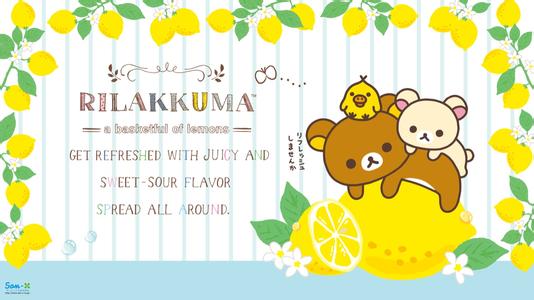 RILAKKUMA™
a basketful of lemons
GET REFRESHED WITH JUICY AND
SWEET-SOUR FLAVOR
SPREAD ALL AROUND.
リフレッシュ
しませんか
San-X